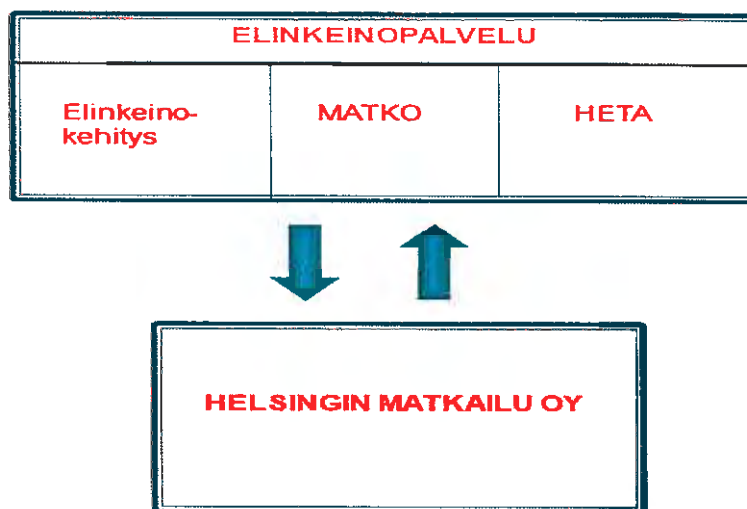 ELINKEINOPALVELU
Elinkeino-
kehitys
MATKO
HETA
HELSINGIN MATKAILU OY